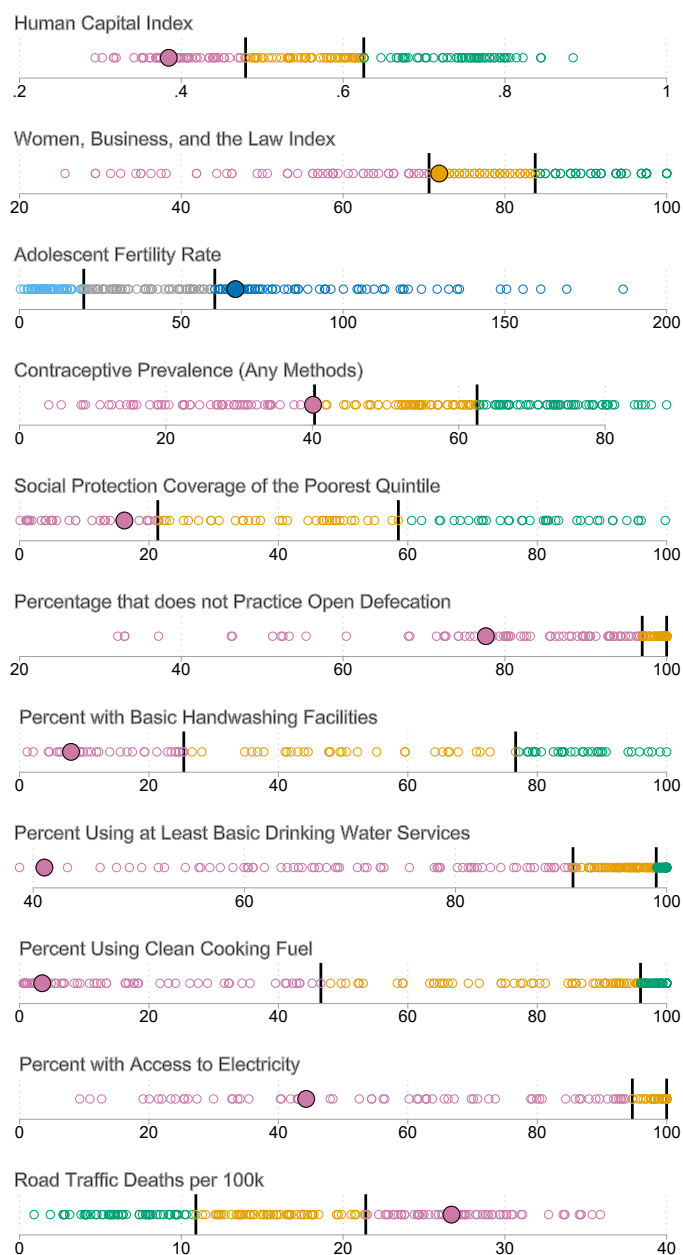 Human Capital Index
.2 .4 .6 .8 1
Women, Business, and the Law Index
20 40 60 80 100
Adolescent Fertility Rate
0 50 100 150 200
Contraceptive Prevalence (Any Methods)
0 20 40 60 80
Social Protection Coverage of the Poorest Quintile
0 20 40 60 80 100
Percentage that does not Practice Open Defecation
20 40 60 80 100
Percent with Basic Handwashing Facilities
0 20 40 60 80 100
Percent Using at Least Basic Drinking Water Services
40 60 80 100
Percent Using Clean Cooking Fuel
0 20 40 60 80 100
Percent with Access to Electricity
0 20 40 60 80 100
Road Traffic Deaths per 100k
0 10 20 30 40